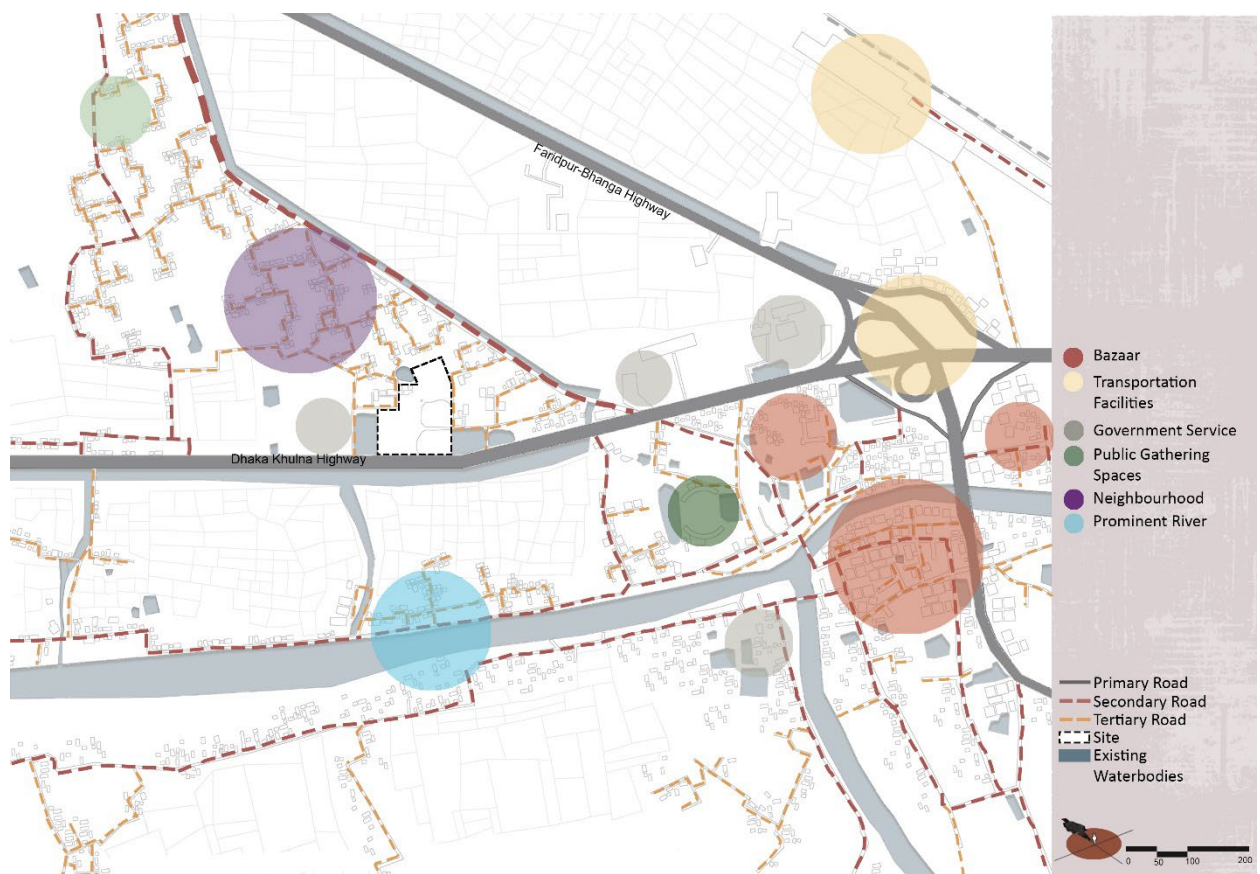 Faridpur-Bhanga Highway
Dhaka Khulna Highway
Bazaar
Transportation
Facilities
Government Service
Public Gathering
Spaces
Neighbourhood
Prominent River
Primary Road
Secondary Road
Tertiary Road
Site
Existing
Waterbodies
0 50 100 200